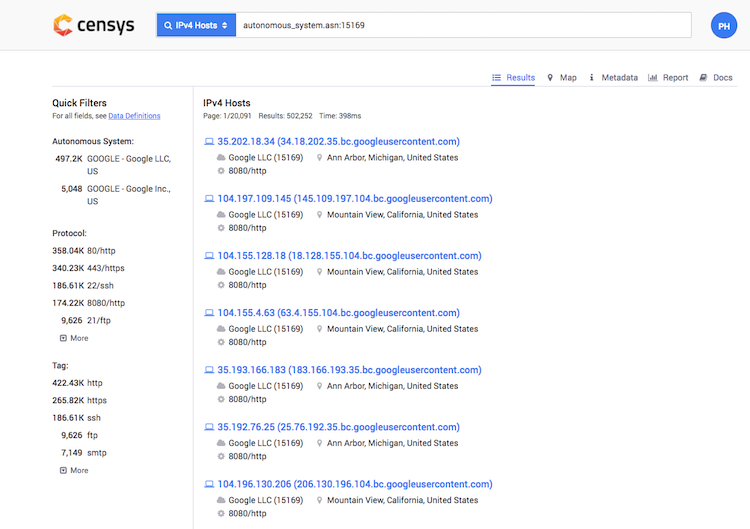 censys
IPv4 Hosts
autonomous_system.asn:15169
PH
Results
Map
Metadata
Report
Docs
Quick Filters
For all fields, see Data Definitions
Autonomous System:
497.2K GOOGLE - Google LLC,
US
5,048 GOOGLE - Google Inc.,
US
Protocol:
358.04K 80/http
340.23K 443/https
186.61K 22/ssh
174.22K 8080/http
9,626 21/ftp
More
Tag:
422.43K http
265.82K https
186.61K ssh
9,626 ftp
7,149 smtp
More
IPv4 Hosts
Page: 1/20,091 Results: 502,252 Time: 398ms
35.202.18.34 (34.18.202.35.bc.googleusercontent.com)
Google LLC (15169) Ann Arbor, Michigan, United States
8080/http
104.197.109.145 (145.109.197.104.bc.googleusercontent.com)
Google LLC (15169) Mountain View, California, United States
8080/http
104.155.128.18 (18.128.155.104.bc.googleusercontent.com)
Google LLC (15169) Mountain View, California, United States
8080/http
104.155.4.63 (63.4.155.104.bc.googleusercontent.com)
Google LLC (15169) Mountain View, California, United States
8080/http
35.193.166.183 (183.166.193.35.bc.googleusercontent.com)
Google LLC (15169) Ann Arbor, Michigan, United States
8080/http
35.192.76.25 (25.76.192.35.bc.googleusercontent.com)
Google LLC (15169) Ann Arbor, Michigan, United States
8080/http
104.196.130.206 (206.130.196.104.bc.googleusercontent.com)
Google LLC (15169) Mountain View, California, United States
8080/http